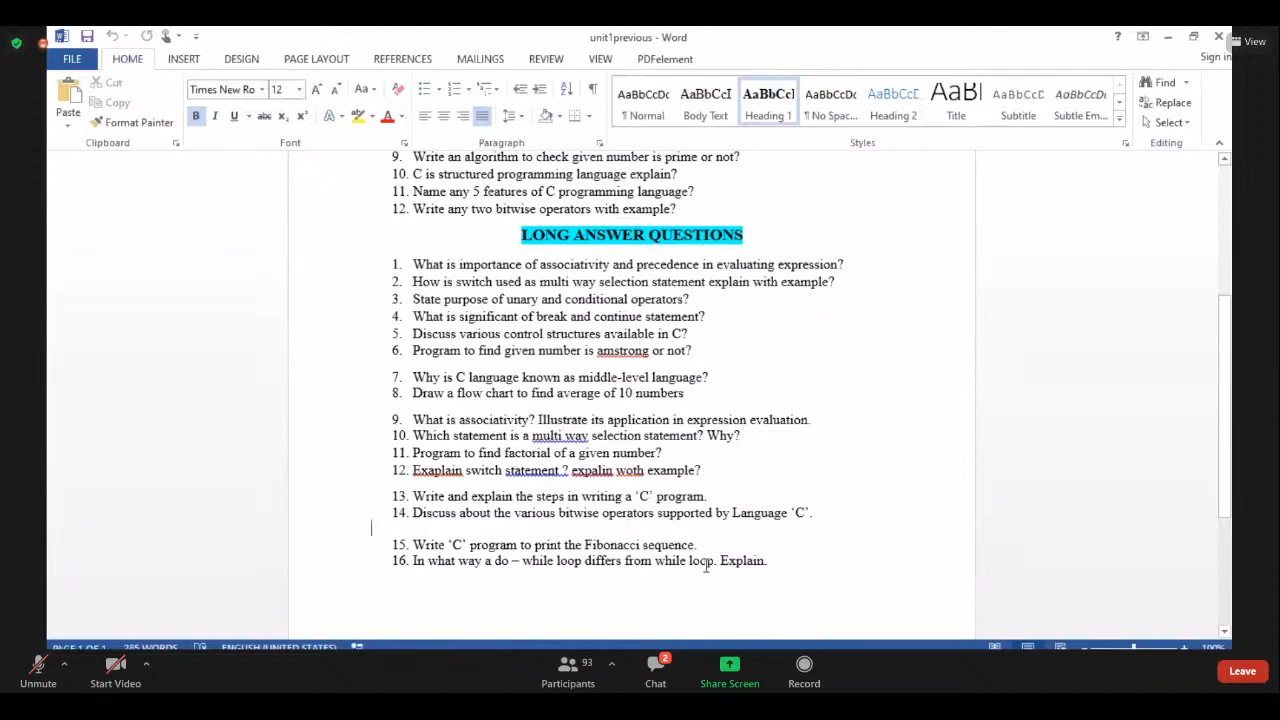 unit1previous - Word
View
Sign in
FILE HOME INSERT DESIGN PAGE LAYOUT REFERENCES MAILINGS REVIEW VIEW PDFelement
Paste
Cut
Copy
Format Painter
Times New Ro 12
AaBbCcDc AaBbCcI AaBbCcI AaBbCcDc AaBbCcD AaBl AaBbCcD AaBbCcDt
¶ Normal Body Text ¶ Heading 1 ¶ No Spac... Heading 2 Title Subtitle Subtle Em...
Find
Replace
Select
Clipboard Font Paragraph Styles Editing
9. Write an algorithm to check given number is prime or not?
10. C is structured programming language explain?
11. Name any 5 features of C programming language?
12. Write any two bitwise operators with example?
LONG ANSWER QUESTIONS
1. What is importance of associativity and precedence in evaluating expression?
2. How is switch used as multi way selection statement explain with example?
3. State purpose of unary and conditional operators?
4. What is significant of break and continue statement?
5. Discuss various control structures available in C?
6. Program to find given number is amstrong or not?
7. Why is C language known as middle-level language?
8. Draw a flow chart to find average of 10 numbers
9. What is associativity? Illustrate its application in expression evaluation.
10. Which statement is a multi way selection statement? Why?
11. Program to find factorial of a given number?
12. Exaplain switch statement ? expalin woth example?
13. Write and explain the steps in writing a ‘C’ program.
14. Discuss about the various bitwise operators supported by Language ‘C’.
15. Write ‘C’ program to print the Fibonacci sequence.
16. In what way a do – while loop differs from while loop. Explain.
PAGE 1 OF 1 285 WORDS ENGLISH (UNITED STATES) 100%
93 2
Unmute Start Video Participants Chat Share Screen Record Leave